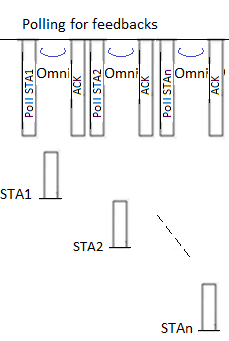 Polling for feedbacks
Poll STA1
Omni
ACK
Poll STA2
Omni
ACK
Poll STAn
Omni
ACK
STA1
STA2
STAn